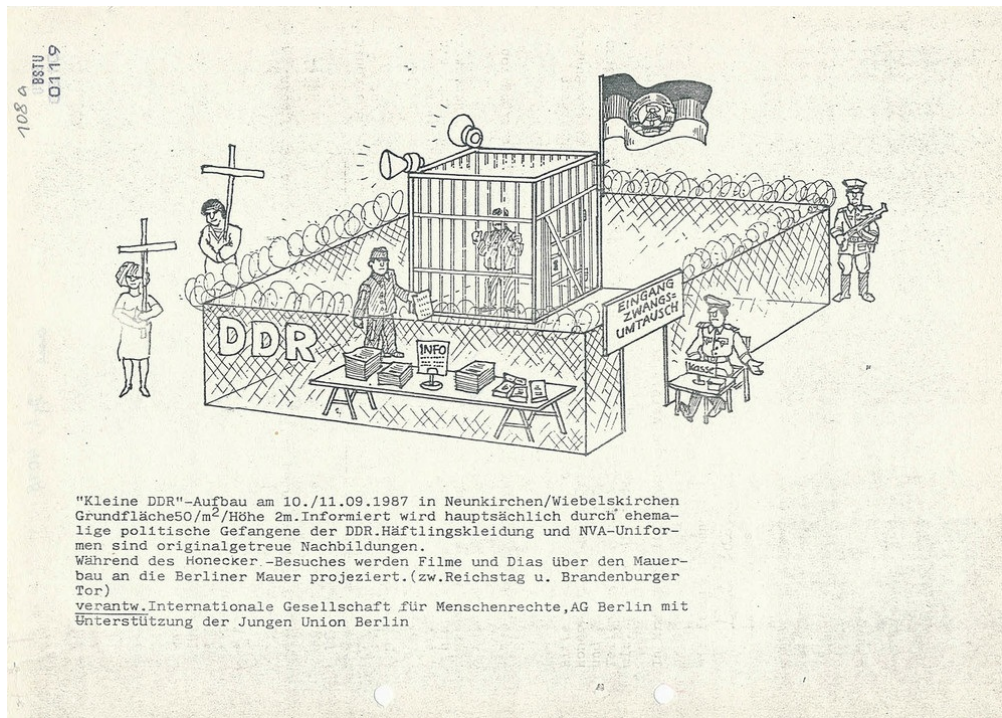 108 a
BSTU
0119
DDR
INFO
EINGANG
ZWANGS=
UMTAUSCH
Kasse
"Kleine DDR"-Aufbau am 10./11.09.1987 in Neunkirchen/Wiebelskirchen
Grundfläche50/m²/Höhe 2m.Informiert wird hauptsächlich durch ehema-
lige politische Gefangene der DDR.Häftlingskleidung und NVA-Unifor-
men sind originalgetreue Nachbildungen.
Während des Honecker -Besuches werden Filme und Dias über den Mauer-
bau an die Berliner Mauer projeziert.(zw.Reichstag u. Brandenburger
Tor)
verantw.Internationale Gesellschaft für Menschenrechte,AG Berlin mit
Unterstützung der Jungen Union Berlin